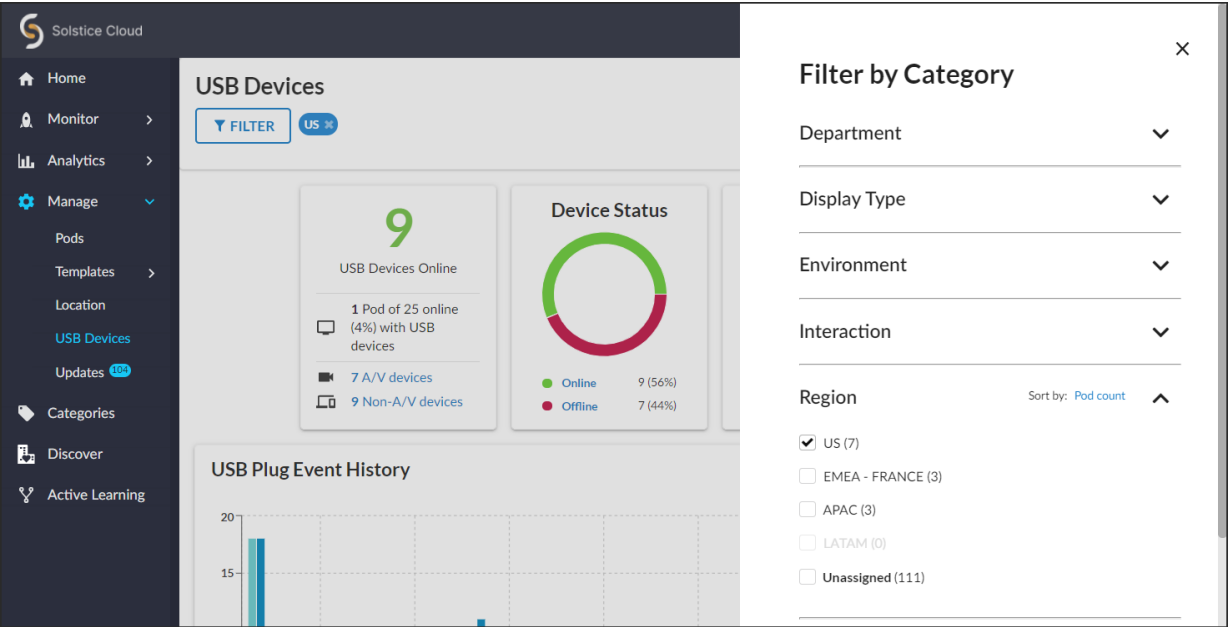 Solstice Cloud
Home
Monitor
Analytics
Manage
Pods
Templates
Location
USB Devices
Updates 104
Categories
Discover
Active Learning
USB Devices
FILTER
US
9
USB Devices Online
1 Pod of 25 online
(4%) with USB
devices
7 A/V devices
9 Non-A/V devices
Device Status
Online 9 (56%)
Offline 7 (44%)
USB Plug Event History
20
15
Filter by Category
Department
Display Type
Environment
Interaction
Region Sort by: Pod count
US (7)
EMEA - FRANCE (3)
APAC (3)
LATAM (0)
Unassigned (111)